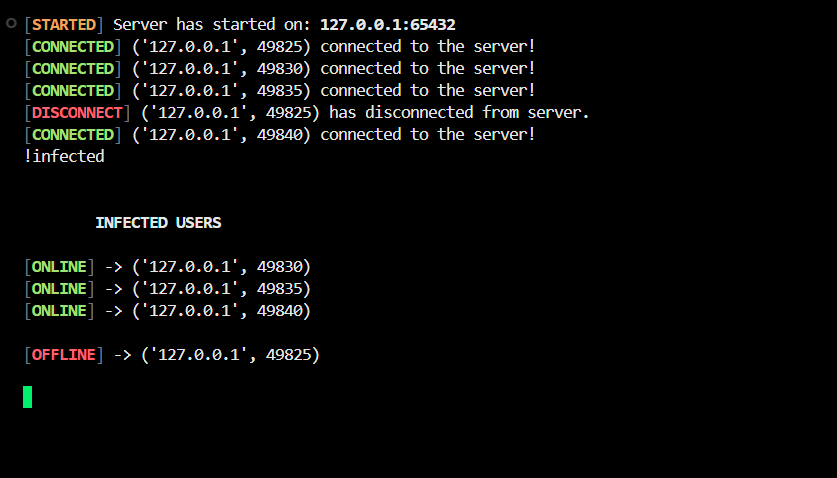 [STARTED] Server has started on: 127.0.0.1:65432
[CONNECTED] ('127.0.0.1', 49825) connected to the server!
[CONNECTED] ('127.0.0.1', 49830) connected to the server!
[CONNECTED] ('127.0.0.1', 49835) connected to the server!
[DISCONNECT] ('127.0.0.1', 49825) has disconnected from server.
[CONNECTED] ('127.0.0.1', 49840) connected to the server!
!infected
INFECTED USERS
[ONLINE] -> ('127.0.0.1', 49830)
[ONLINE] -> ('127.0.0.1', 49835)
[ONLINE] -> ('127.0.0.1', 49840)
[OFFLINE] -> ('127.0.0.1', 49825)